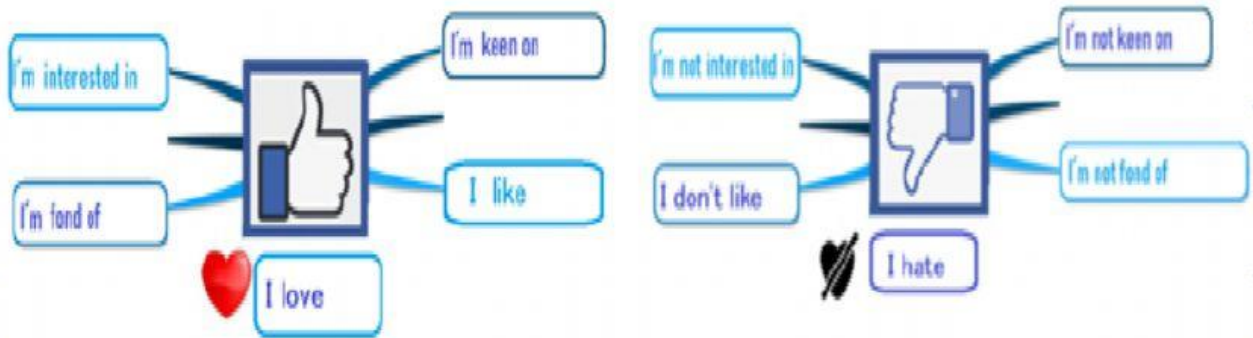 I'm interested in
I'm keen on
I'm fond of
I like
I love
I'm not interested in
I'm not keen on
I don't like
I'm not fond of
I hate